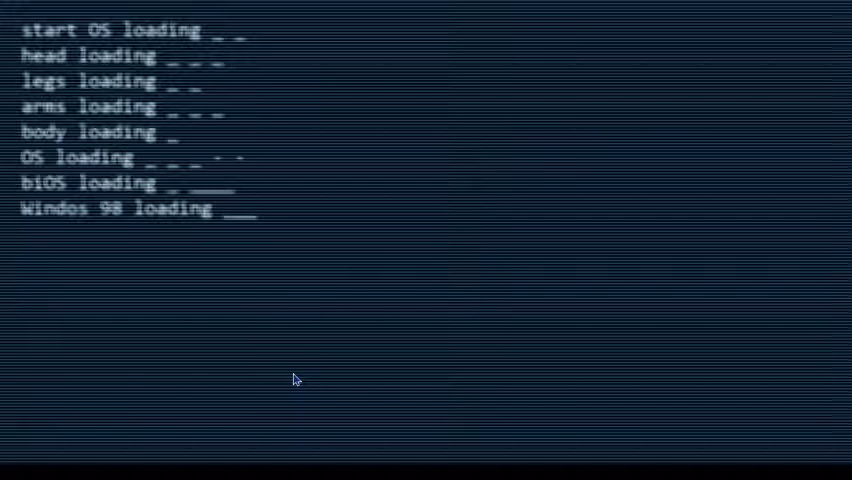 start OS loading _ _
head loading _ _ _
legs loading _ _
arms loading _ _ _
body loading _
OS loading _ _ _ - -
biOS loading _ ____
Windos 98 loading ___